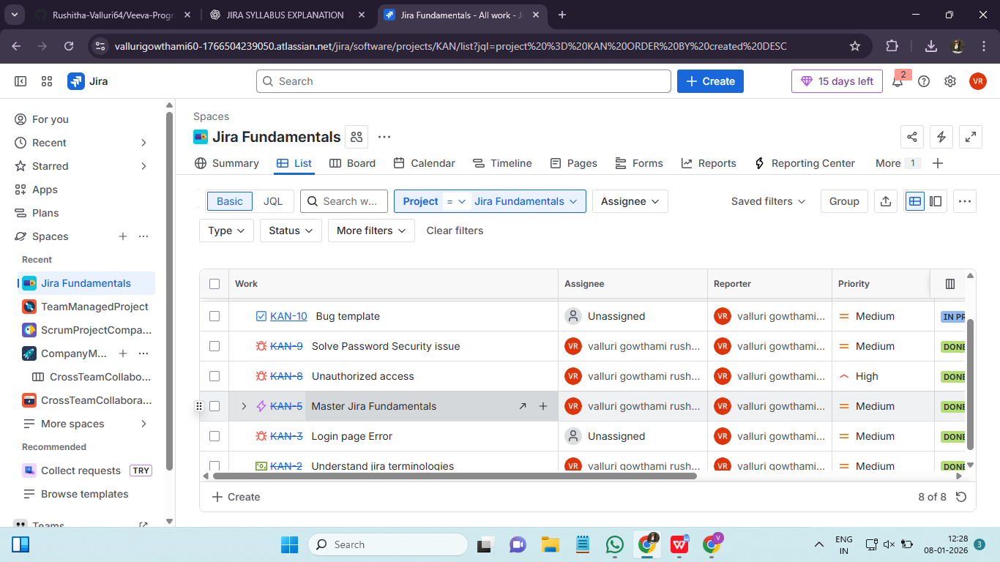 Rushitha-Valluri64/Veeva-Progr
JIRA SYLLABUS EXPLANATION
Jira Fundamentals - All work - Ji
vallurigowthami60-1766504239050.atlassian.net/jira/software/projects/KAN/list?jql=project%20%3D%20KAN%20ORDER%20BY%20created%20DESC
Jira
Search
Create
15 days left
2
VR
For you
Recent
Starred
Apps
Plans
Spaces
Recent
Jira Fundamentals
TeamManagedProject
ScrumProjectCompa...
CompanyM...
CrossTeamCollabo...
CrossTeamCollabora...
More spaces
Recommended
Collect requests TRY
Browse templates
Teams
Spaces
Jira Fundamentals
Summary List Board Calendar Timeline Pages Forms Reports Reporting Center More 1
Basic JQL Search w... Project = Jira Fundamentals Assignee Saved filters Group
Type Status More filters Clear filters
Work Assignee Reporter Priority
KAN-10 Bug template Unassigned VR valluri gowthami... Medium IN PR
KAN-9 Solve Password Security issue VR valluri gowthami rush... VR valluri gowthami... Medium DONE
KAN-8 Unauthorized access VR valluri gowthami rush... VR valluri gowthami... High DONE
KAN-5 Master Jira Fundamentals VR valluri gowthami rush... VR valluri gowthami... Medium DONE
KAN-3 Login page Error Unassigned VR valluri gowthami... Medium DONE
KAN-2 Understand jira terminologies VR valluri gowthami rush... VR valluri gowthami... Medium DONE
Create 8 of 8
Search
ENG
IN
12:28
08-01-2026
3